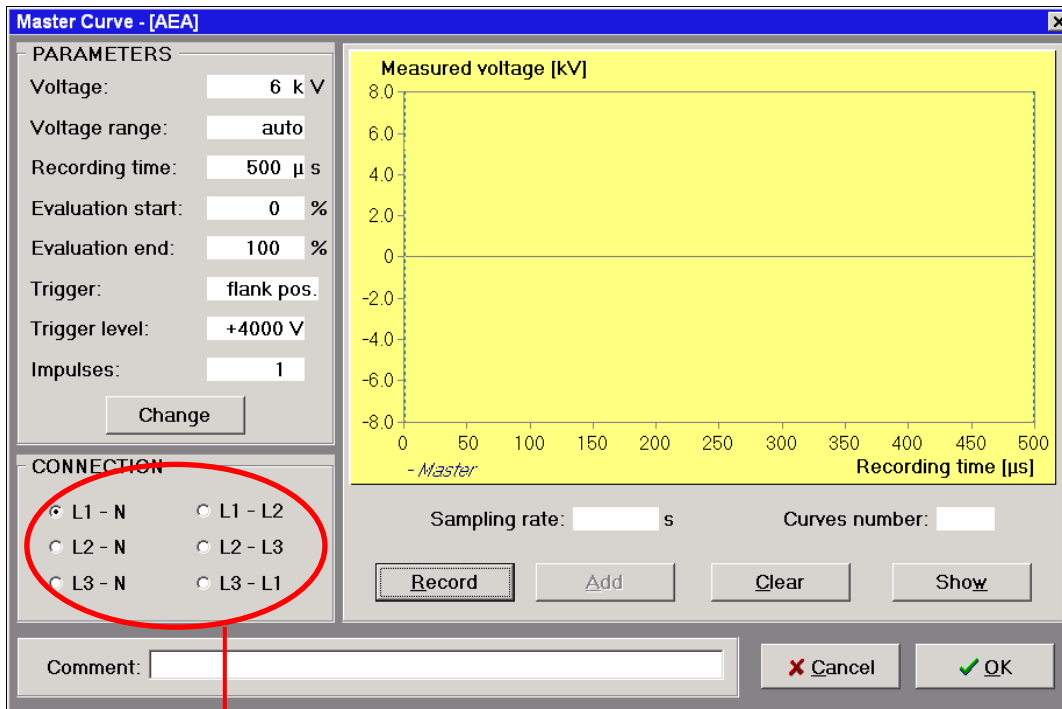 Master Curve - [AEA]
PARAMETERS
Voltage: 6 k V
Voltage range: auto
Recording time: 500 µ s
Evaluation start: 0 %
Evaluation end: 100 %
Trigger: flank pos.
Trigger level: +4000 V
Impulses: 1
Change
CONNECTION
L1 - N L1 - L2
L2 - N L2 - L3
L3 - N L3 - L1
Measured voltage [kV]
8.0
6.0
4.0
2.0
0
-2.0
-4.0
-6.0
-8.0
0 50 100 150 200 250 300 350 400 450 500
- Master Recording time [µs]
Sampling rate: s Curves number:
Record Add Clear Show
Comment: Cancel OK